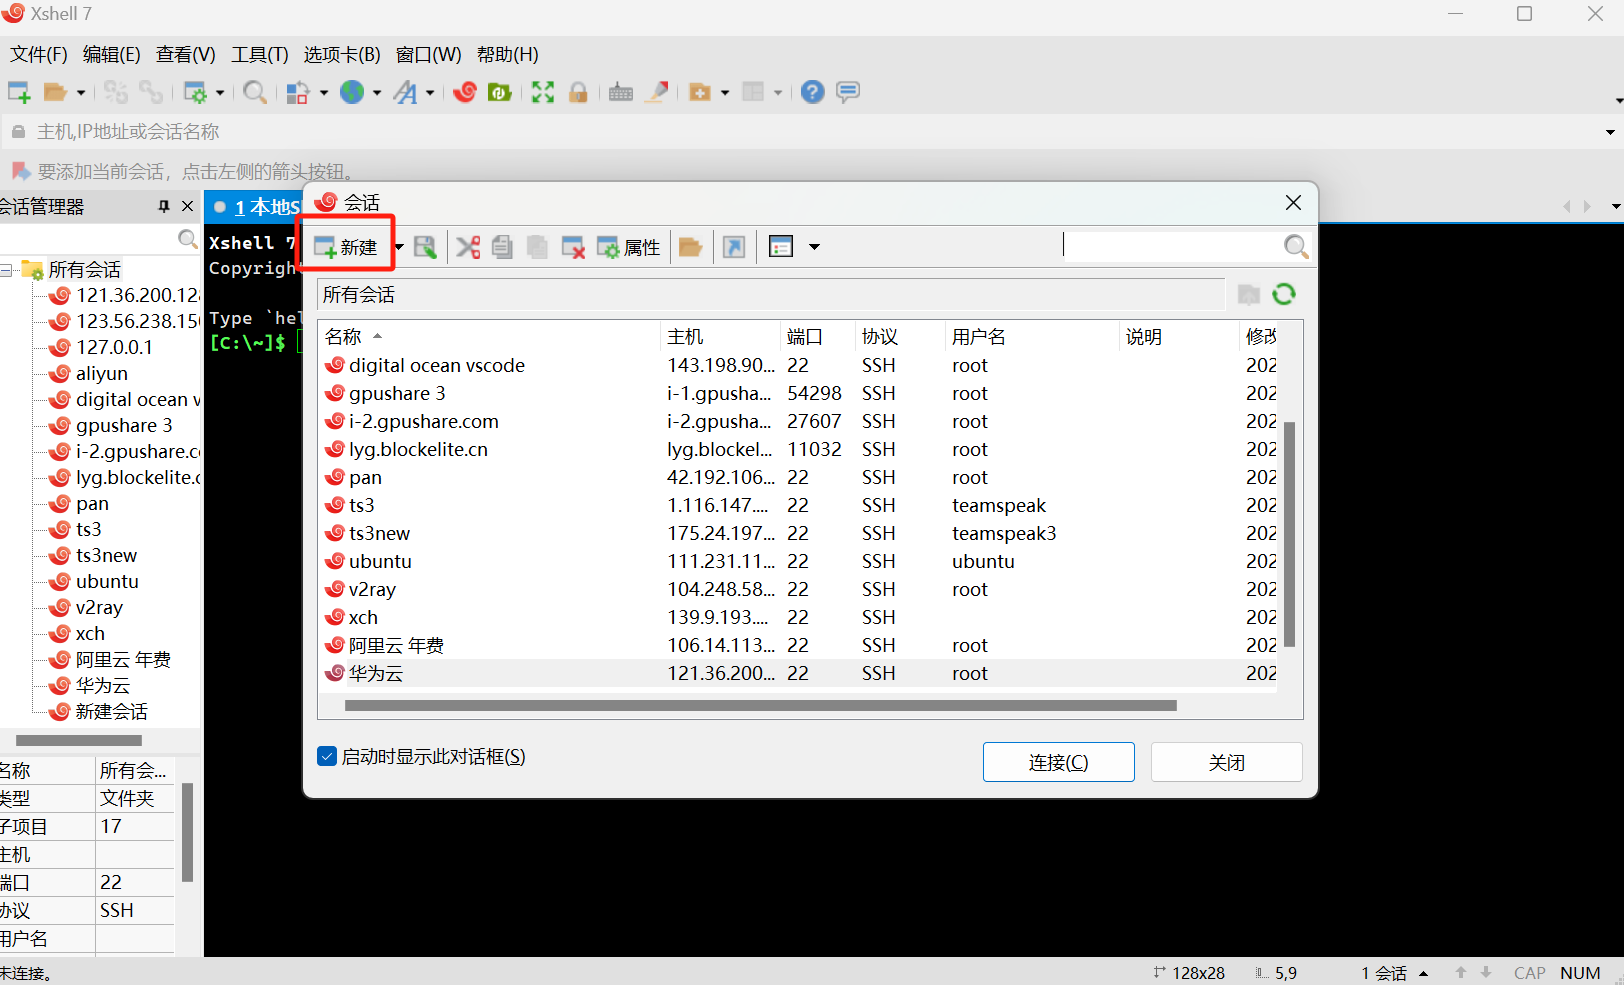 Xshell 7
文件(F) 编辑(E) 查看(V) 工具(T) 选项卡(B) 窗口(W) 帮助(H)
主机,IP地址或会话名称
要添加当前会话，点击左侧的箭头按钮。
会话管理器
所有会话
121.36.200.12
123.56.238.15
127.0.0.1
aliyun
digital ocean v
gpushare 3
i-2.gpushare.c
lyg.blockelite.c
pan
ts3
ts3new
ubuntu
v2ray
xch
阿里云 年费
华为云
新建会话
名称 所有会...
类型 文件夹
子项目 17
主机
端口 22
协议 SSH
用户名
1 本地S
Xshell 7
Copyrigh
Type `hel
[C:\~]$
会话
新建 属性
所有会话
名称 主机 端口 协议 用户名 说明 修改
digital ocean vscode 143.198.90... 22 SSH root 202
gpushare 3 i-1.gpusha... 54298 SSH root 202
i-2.gpushare.com i-2.gpusha... 27607 SSH root 202
lyg.blockelite.cn lyg.blockel... 11032 SSH root 202
pan 42.192.106... 22 SSH root 202
ts3 1.116.147.... 22 SSH teamspeak 202
ts3new 175.24.197... 22 SSH teamspeak3 202
ubuntu 111.231.11... 22 SSH ubuntu 202
v2ray 104.248.58... 22 SSH root 202
xch 139.9.193.... 22 SSH 202
阿里云 年费 106.14.113... 22 SSH root 202
华为云 121.36.200... 22 SSH root 202
启动时显示此对话框(S)
连接(C) 关闭
未连接。 128x28 5,9 1 会话 CAP NUM